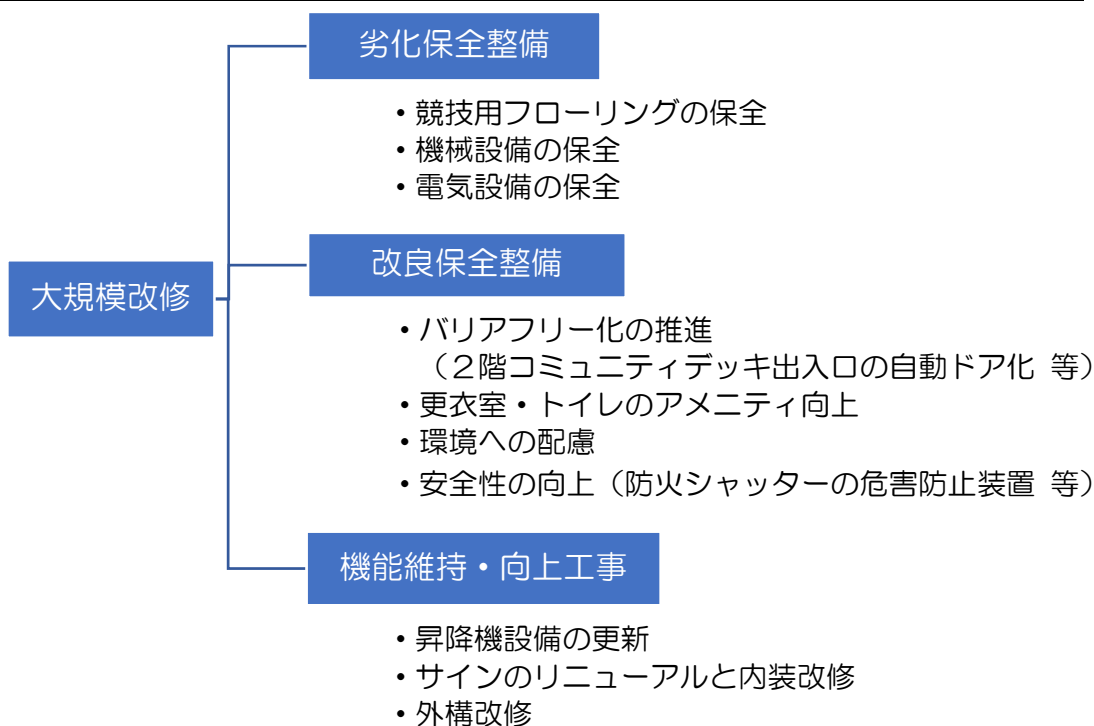 劣化保全整備
・競技用フローリングの保全
・機械設備の保全
・電気設備の保全
大規模改修
改良保全整備
・バリアフリー化の推進
（２階コミュニティデッキ出入口の自動ドア化 等）
・更衣室・トイレのアメニティ向上
・環境への配慮
・安全性の向上（防火シャッターの危害防止装置 等）
機能維持・向上工事
・昇降機設備の更新
・サインのリニューアルと内装改修
・外構改修